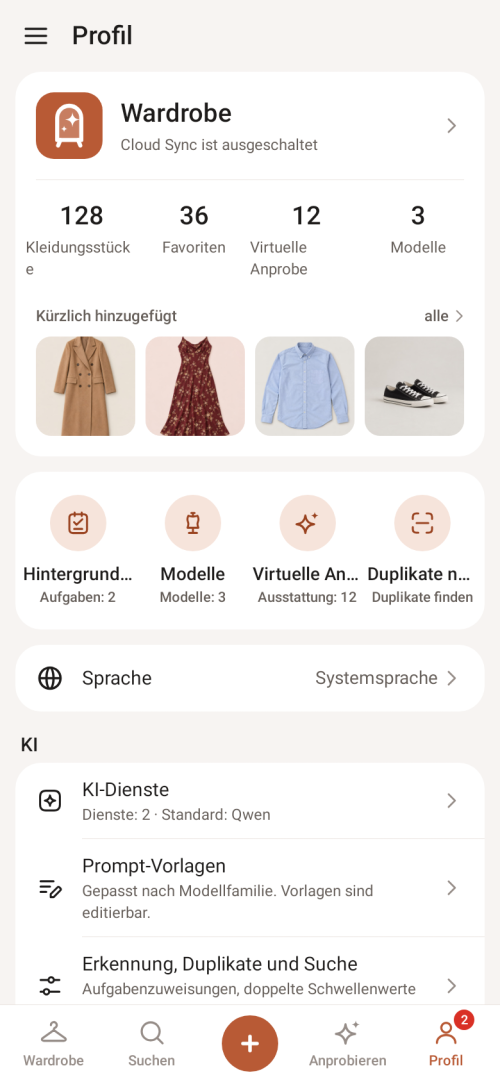 Profil
Wardrobe
Cloud Sync ist ausgeschaltet
128
Kleidungsstück
e
36
Favoriten
12
Virtuelle
Anprobe
3
Modelle
Kürzlich hinzugefügt
alle
Hintergrund...
Aufgaben: 2
Modelle
Modelle: 3
Virtuelle An...
Ausstattung: 12
Duplikate n...
Duplikate finden
Sprache
Systemsprache
KI
KI-Dienste
Dienste: 2 · Standard: Qwen
Prompt-Vorlagen
Gepasst nach Modellfamilie. Vorlagen sind
editierbar.
Erkennung, Duplikate und Suche
Aufgabenzuweisungen, doppelte Schwellenwerte
Wardrobe
Suchen
Anprobieren
2
Profil